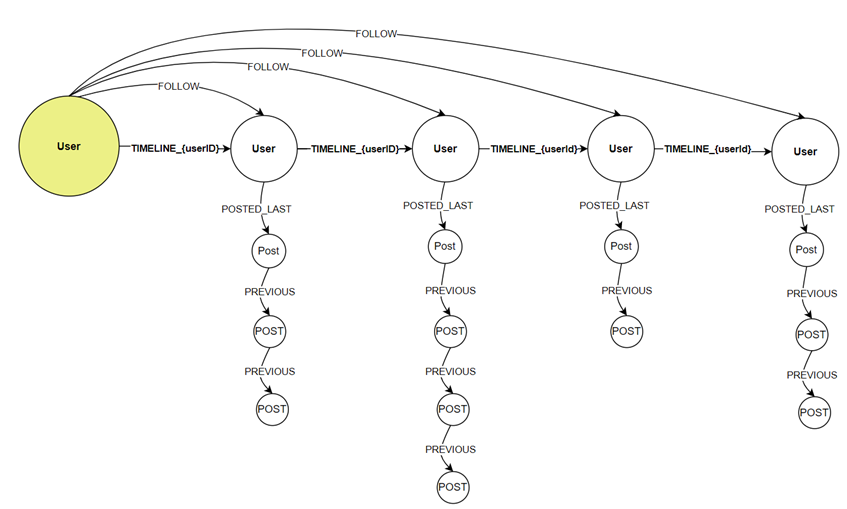 FOLLOW
FOLLOW
FOLLOW
FOLLOW
User
TIMELINE_{userID}
User
TIMELINE_{userID}
User
TIMELINE_{userId}
User
TIMELINE_{userId}
User
POSTED_LAST
POSTED_LAST
POSTED_LAST
POSTED_LAST
Post
Post
Post
Post
PREVIOUS
PREVIOUS
PREVIOUS
PREVIOUS
POST
POST
POST
POST
PREVIOUS
PREVIOUS
PREVIOUS
POST
POST
POST
PREVIOUS
POST